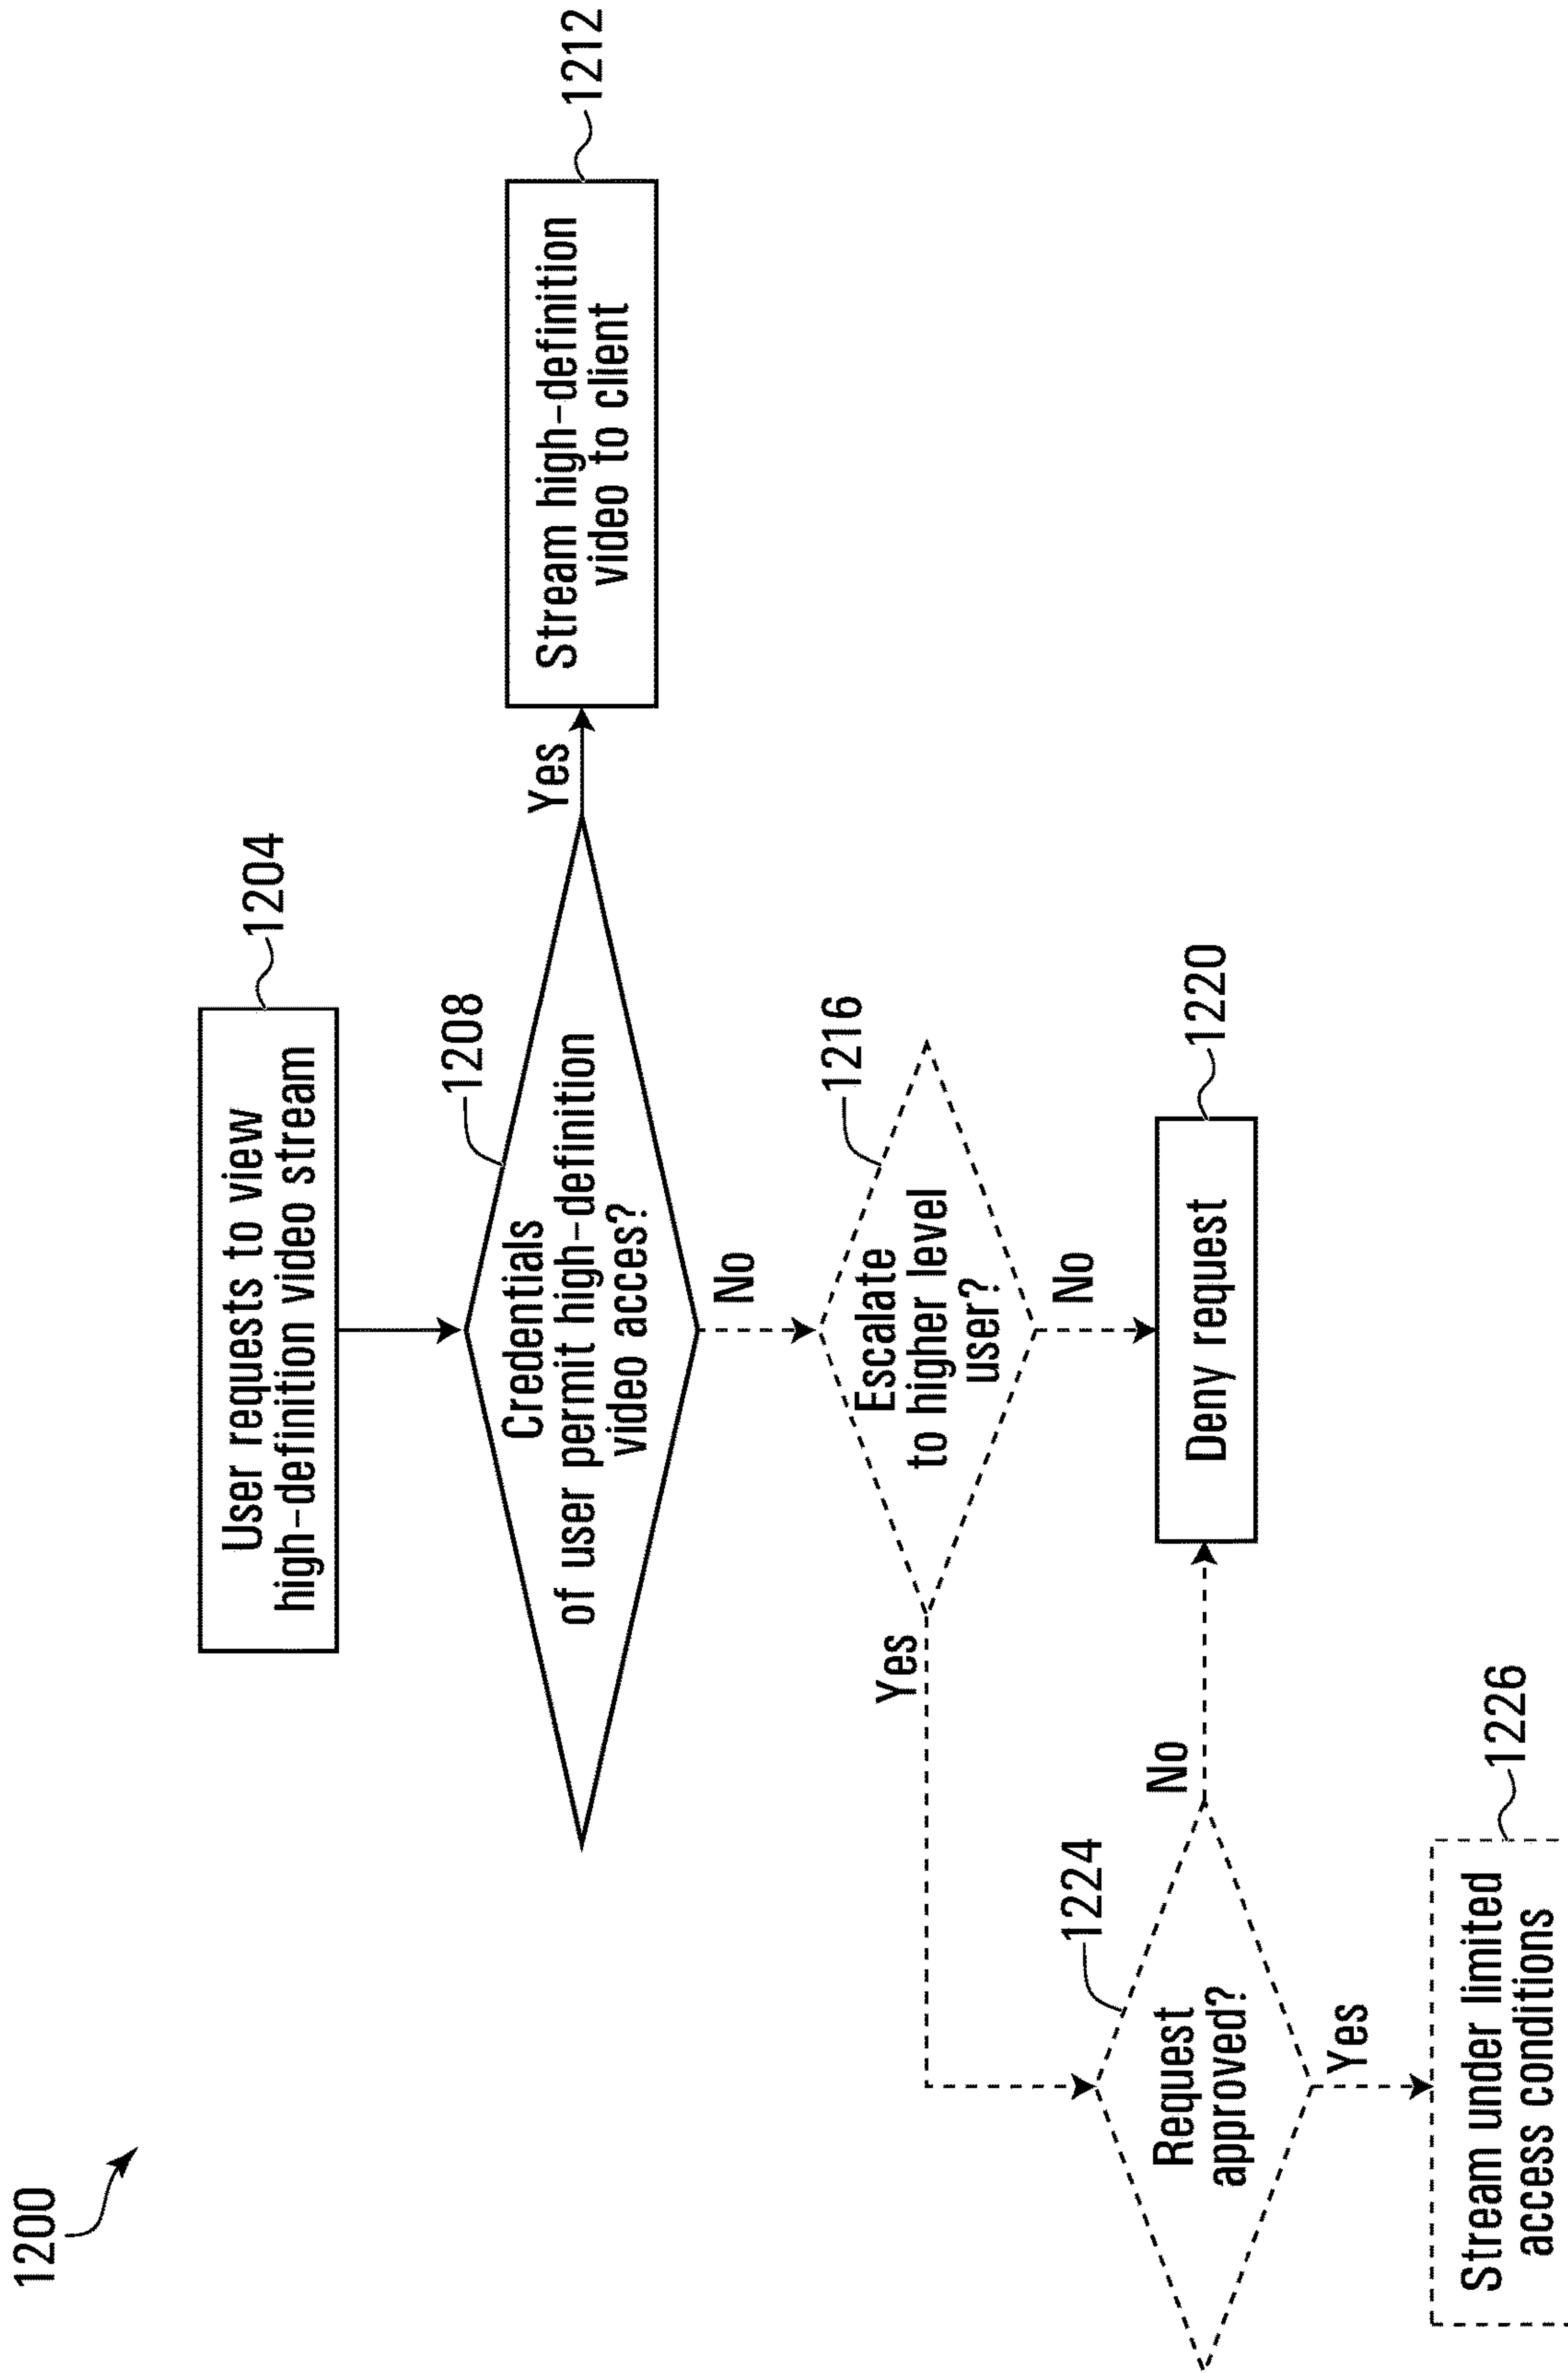 1200
User requests to view
high-definition video stream
1204
1208
Credentials
of user permit high-definition
video acces?
Yes
Stream high-definition
video to client
1212
No
1216
Escalate
to higher level
user?
Yes
No
Deny request
1220
1224
Request
approved?
No
Yes
Stream under limited
access conditions
1226